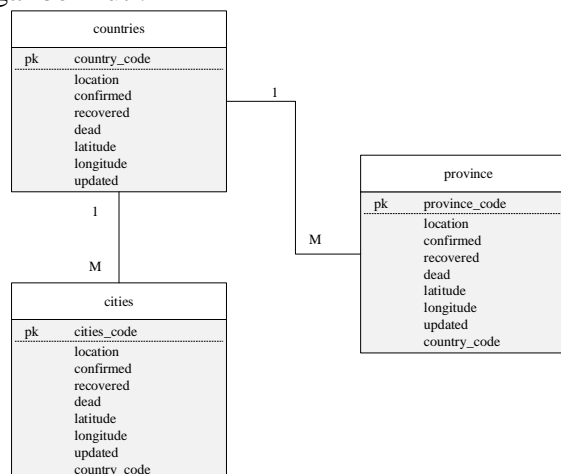 countries
pk country_code
location
confirmed
recovered
dead
latitude
longitude
updated
1
M
cities
pk cities_code
location
confirmed
recovered
dead
latitude
longitude
updated
country_code
1
M
province
pk province_code
location
confirmed
recovered
dead
latitude
longitude
updated
country_code